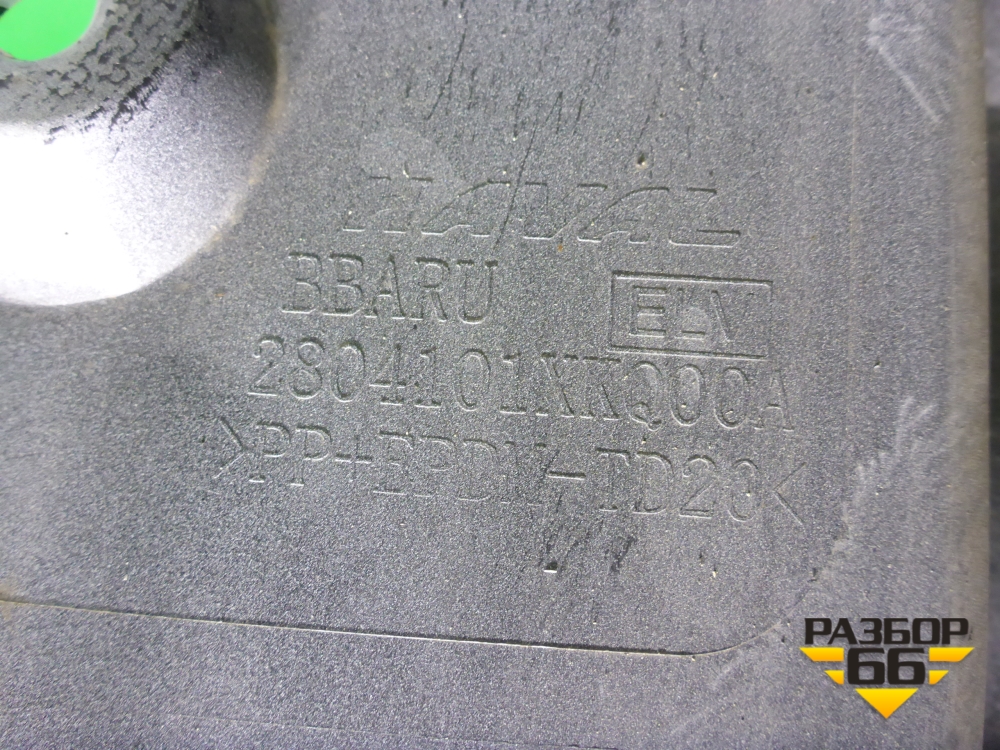 HAVAL
BBARU
ELV
2804101XKQ00A
>PP+EPDM-TD20<
РАЗБОР
66